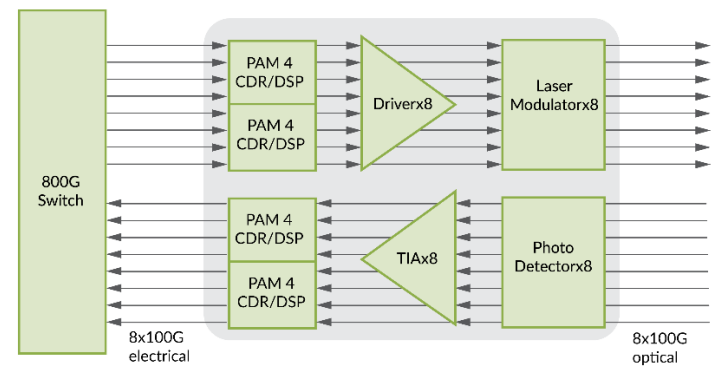 800G
Switch
PAM 4
CDR/DSP
PAM 4
CDR/DSP
Driverx8
Laser
Modulatorx8
PAM 4
CDR/DSP
PAM 4
CDR/DSP
TIAx8
Photo
Detectorx8
8x100G
electrical
8x100G
optical